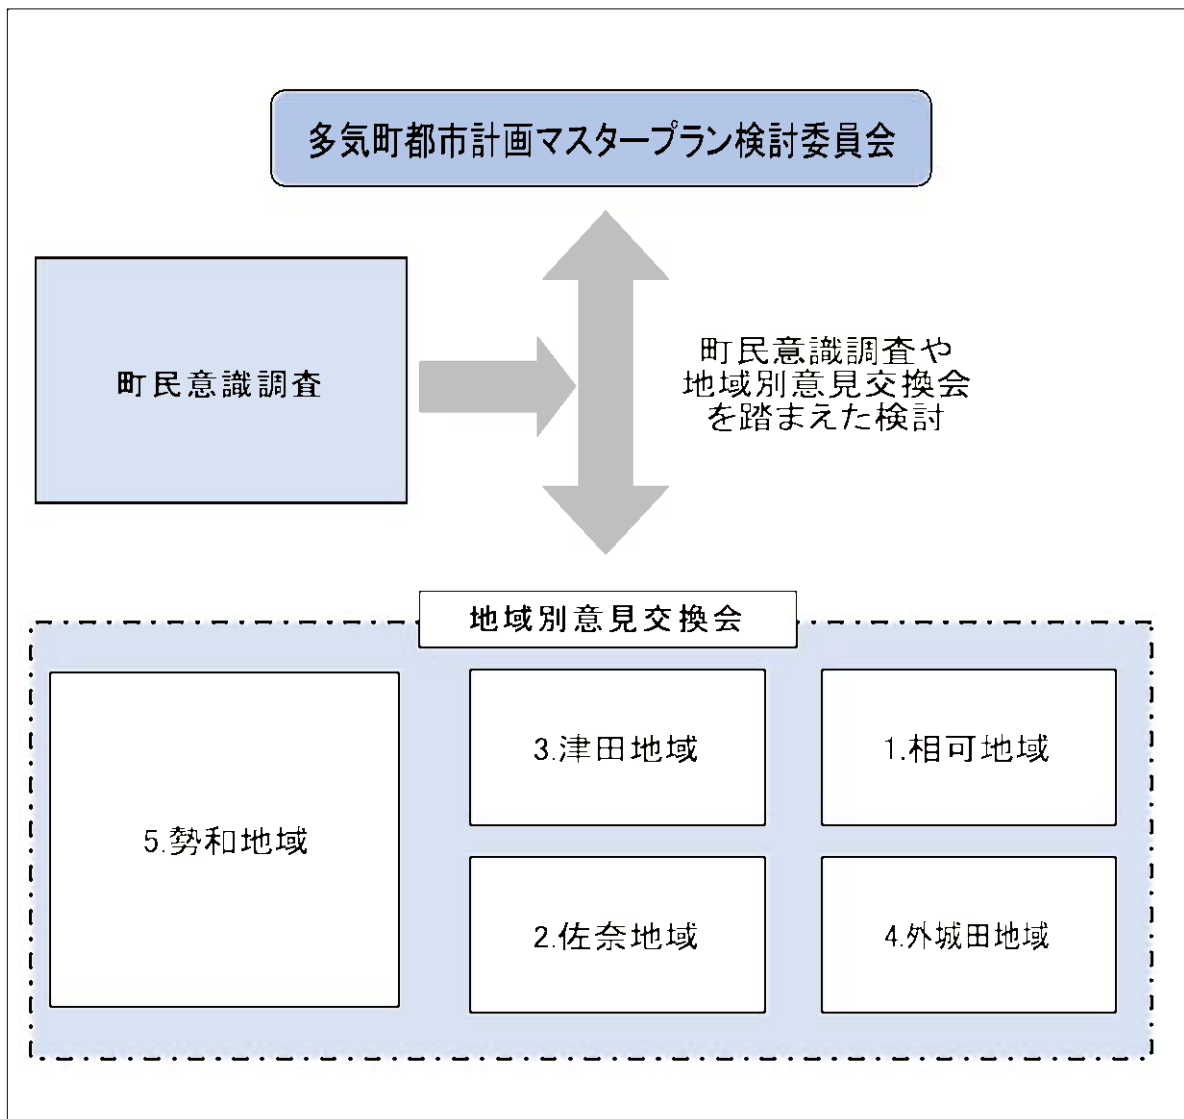 多気町都市計画マスタープラン検討委員会
町民意識調査
町民意識調査や
地域別意見交換会
を踏まえた検討
地域別意見交換会
3.津田地域
1.相可地域
5.勢和地域
2.佐奈地域
4.外城田地域